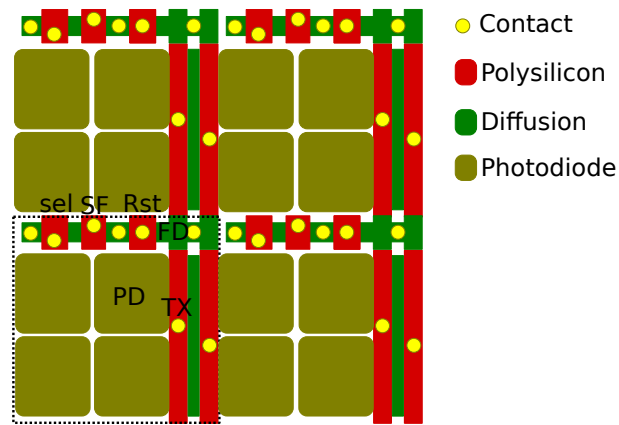 Contact
Polysilicon
Diffusion
Photodiode
sel SF Rst
FD
PD TX